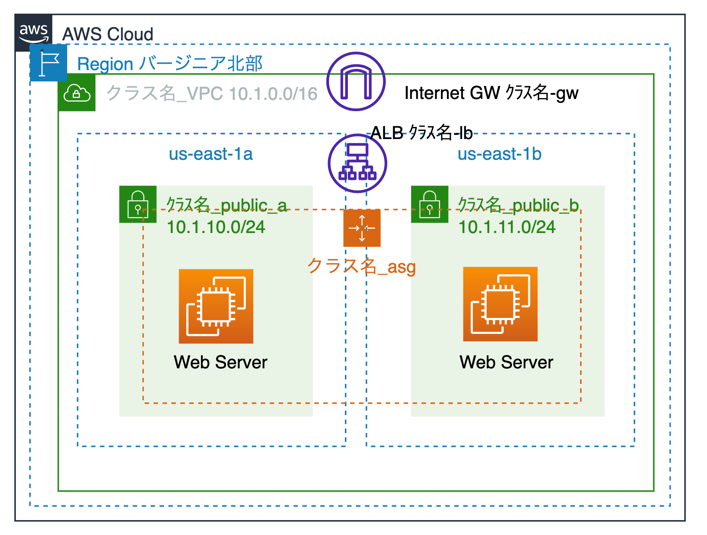 aws
AWS Cloud
Region バージニア北部
クラス名_VPC 10.1.0.0/16
Internet GW ｸﾗｽ名-gw
ALB ｸﾗｽ名-lb
us-east-1a
us-east-1b
ｸﾗｽ名_public_a
10.1.10.0/24
ｸﾗｽ名_public_b
10.1.11.0/24
クラス名_asg
Web Server
Web Server